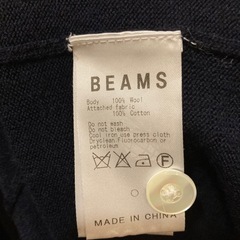 BEAMS
Body 100% Wool
Attached fabric
100% Cotton
Do not wash
Do not bleach
Cool iron use press cloth
Dryclean fluorocarbon or
petroleum
F
MADE IN CHINA